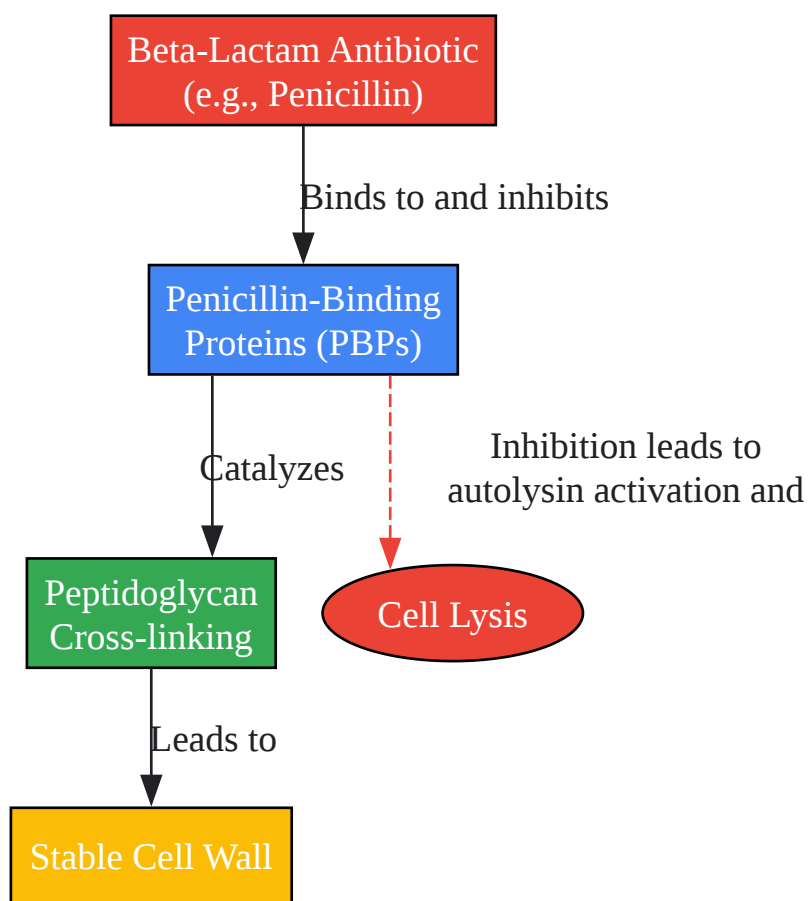 Beta-Lactam Antibiotic
(e.g., Penicillin)
Binds to and inhibits
Penicillin-Binding
Proteins (PBPs)
Catalyzes
Inhibition leads to
autolysin activation and
Peptidoglycan
Cross-linking
Cell Lysis
Leads to
Stable Cell Wall